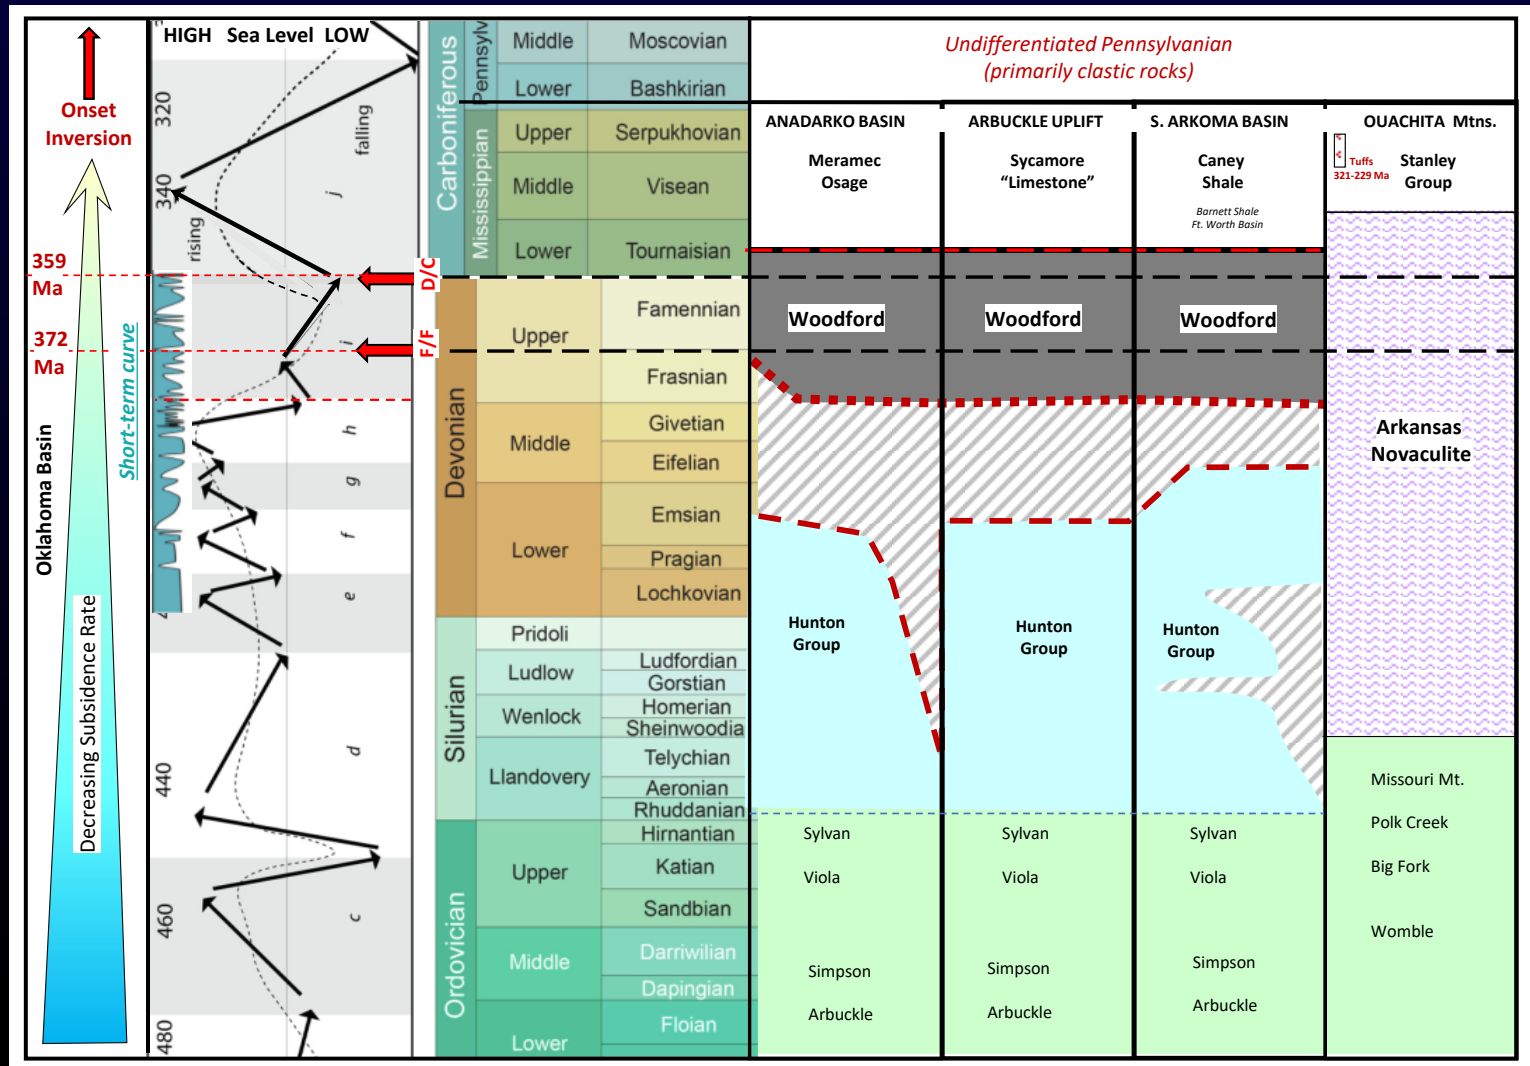 HIGH Sea Level LOW
Onset
Inversion
Oklahoma Basin
Decreasing Subsidence Rate
359
Ma
372
Ma
Short-term curve
320
340
440
460
480
rising
falling
j
i
h
g
f
e
d
c
D/C
F/F
Carboniferous
Pennsylv
Mississippian
Middle
Moscovian
Lower
Bashkirian
Upper
Serpukhovian
Middle
Visean
Lower
Tournaisian
Devonian
Upper
Famennian
Frasnian
Middle
Givetian
Eifelian
Lower
Emsian
Pragian
Lochkovian
Silurian
Pridoli
Ludlow
Ludfordian
Gorstian
Wenlock
Homerian
Sheinwoodia
Llandovery
Telychian
Aeronian
Rhuddanian
Ordovician
Upper
Hirnantian
Katian
Sandbian
Middle
Darriwilian
Dapingian
Lower
Floian
Undifferentiated Pennsylvanian
(primarily clastic rocks)
ANADARKO BASIN
Meramec
Osage
Woodford
Hunton
Group
Sylvan
Viola
Simpson
Arbuckle
ARBUCKLE UPLIFT
Sycamore
“Limestone”
Woodford
Hunton
Group
Sylvan
Viola
Simpson
Arbuckle
S. ARKOMA BASIN
Caney
Shale
Barnett Shale
Ft. Worth Basin
Woodford
Hunton
Group
Sylvan
Viola
Simpson
Arbuckle
OUACHITA Mtns.
Tuffs
321-229 Ma
Stanley
Group
Arkansas
Novaculite
Missouri Mt.
Polk Creek
Big Fork
Womble